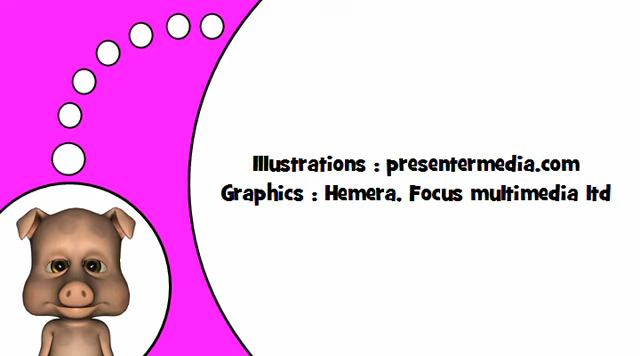 Illustrations : presentermedia.com
Graphics : Hemera. Focus multimedia ltd